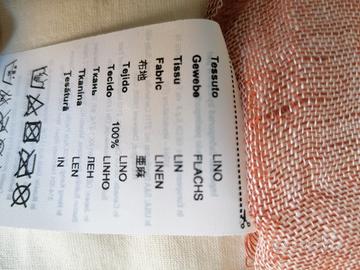 Tessuto LINO
Gewebe FLACHS
Tissu LIN
Fabric LINEN
布地 亜麻
Tejido LINO
Tecido 100% LINHO
Ткань ЛЕН
Tkanina LEN
Țesătură IN